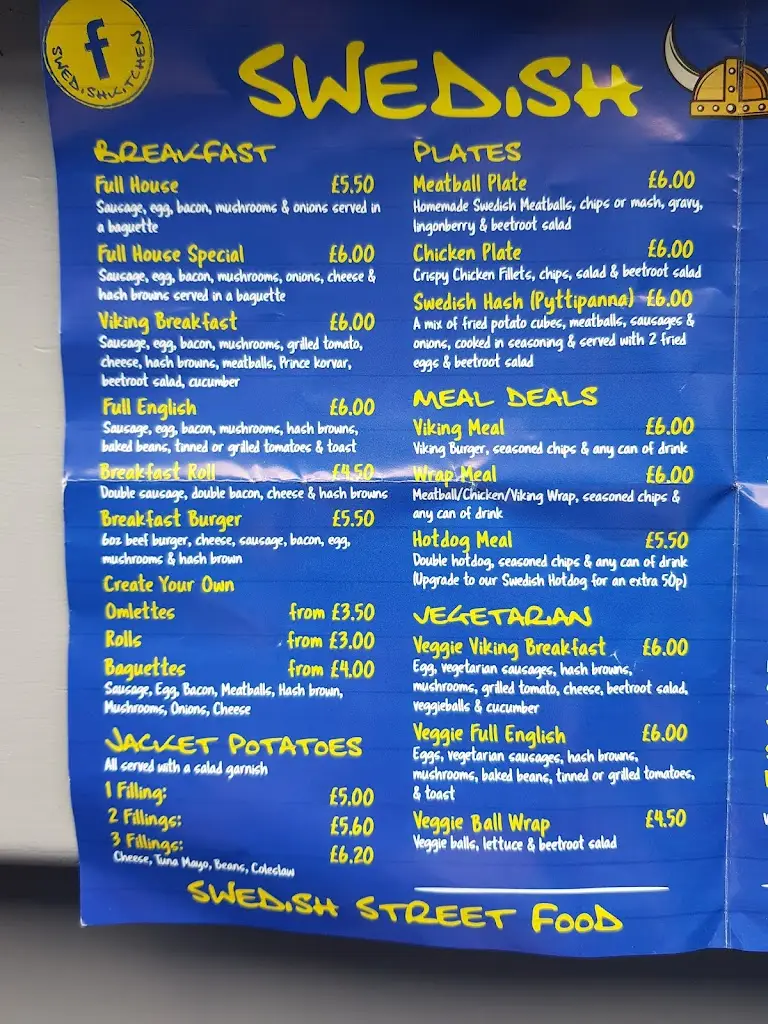 f
SWEDISHKITCHEN
SWEDISH
BREAKFAST
Full House £5.50
Sausage, egg, bacon, mushrooms & onions served in
a baguette
Full House Special £6.00
Sausage, egg, bacon, mushrooms, onions, cheese &
hash browns served in a baguette
Viking Breakfast £6.00
Sausage, egg, bacon, mushrooms, grilled tomato,
cheese, hash browns, meatballs, Prince korvar,
beetroot salad, cucumber
Full English £6.00
Sausage, egg, bacon, mushrooms, hash browns,
baked beans, tinned or grilled tomatoes & toast
Breakfast Roll £4.50
Double sausage, double bacon, cheese & hash browns
Breakfast Burger £5.50
6oz beef burger, cheese, sausage, bacon, egg,
mushrooms & hash brown
Create Your Own
Omlettes from £3.50
Rolls from £3.00
Baguettes from £4.00
Sausage, Egg, Bacon, Meatballs, Hash brown,
Mushrooms, Onions, Cheese
JACKET POTATOES
All served with a salad garnish
1 Filling: £5.00
2 Fillings: £5.60
3 Fillings: £6.20
Cheese, Tuna Mayo, Beans, Coleslaw
PLATES
Meatball Plate £6.00
Homemade Swedish Meatballs, chips or mash, gravy,
lingonberry & beetroot salad
Chicken Plate £6.00
Crispy Chicken Fillets, chips, salad & beetroot salad
Swedish Hash (Pyttipanna) £6.00
A mix of fried potato cubes, meatballs, sausages &
onions, cooked in seasoning & served with 2 fried
eggs & beetroot salad
MEAL DEALS
Viking Meal £6.00
Viking Burger, seasoned chips & any can of drink
Wrap Meal £6.00
Meatball/Chicken/Viking Wrap, seasoned chips &
any can of drink
Hotdog Meal £5.50
Double hotdog, seasoned chips & any can of drink
(Upgrade to our Swedish Hotdog for an extra 50p)
VEGETARIAN
Veggie Viking Breakfast £6.00
Egg, vegetarian sausages, hash browns,
mushrooms, grilled tomato, cheese, beetroot salad,
veggieballs & cucumber
Veggie Full English £6.00
Eggs, vegetarian sausages, hash browns,
mushrooms, baked beans, tinned or grilled tomatoes,
& toast
Veggie Ball Wrap £4.50
Veggie balls, lettuce & beetroot salad
SWEDISH STREET FOOD